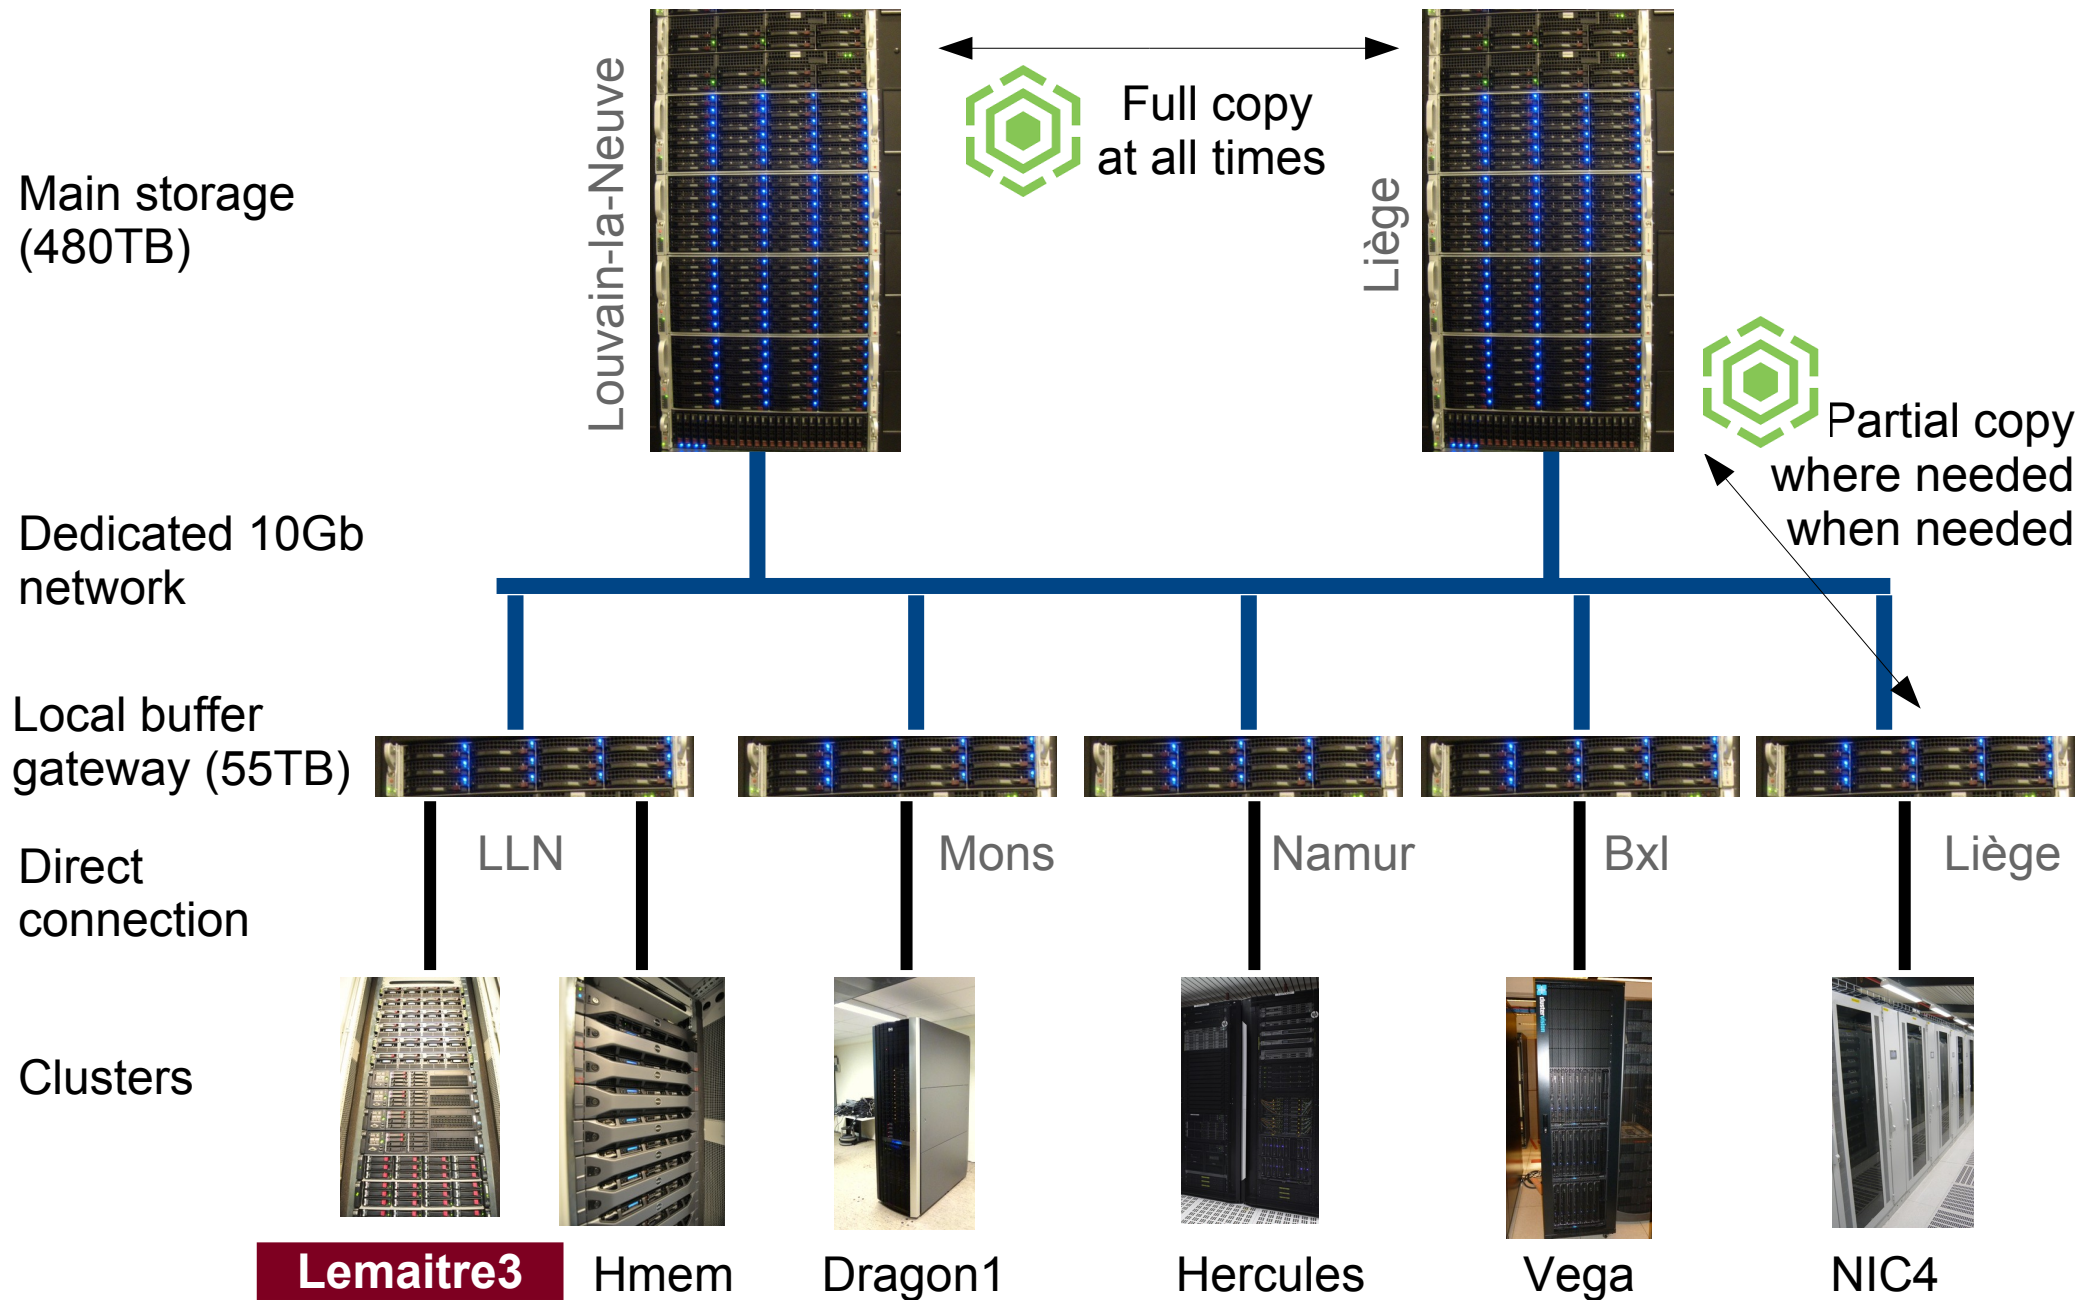 Louvain-la-Neuve
Full copy
at all times
Liège
Main storage
(480TB)
Partial copy
where needed
when needed
Dedicated 10Gb
network
Local buffer
gateway (55TB)
LLN
Mons
Namur
Bxl
Liège
Direct
connection
clustervision
Clusters
Lemaitre3
Hmem
Dragon1
Hercules
Vega
NIC4